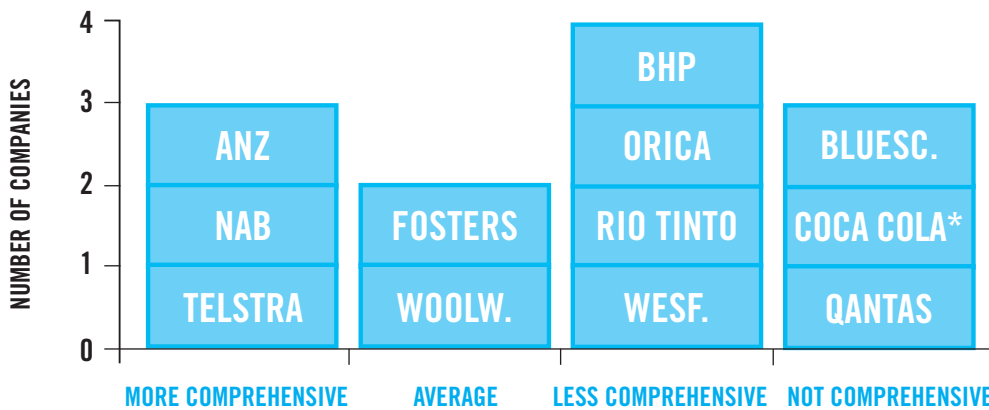 NUMBER OF COMPANIES
4
3
2
1
0
ANZ
NAB
TELSTRA
FOSTERS
WOOLW.
BHP
ORICA
RIO TINTO
WESF.
BLUESC.
COCA COLA*
QANTAS
MORE COMPREHENSIVE
AVERAGE
LESS COMPREHENSIVE
NOT COMPREHENSIVE